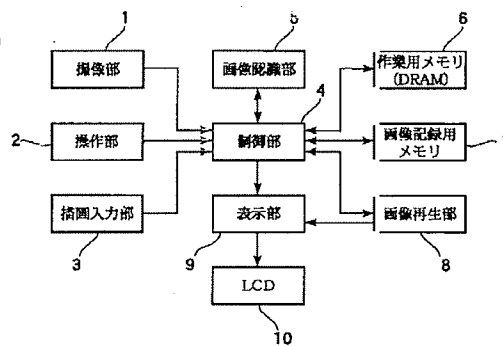 1
5
6
撮像部
画像認識部
作業用メモリ
(DRAM)
4
2
操作部
制御部
画像記録用
メモリ
描画入力部
表示部
画像再生部
3
9
8
LCD
10